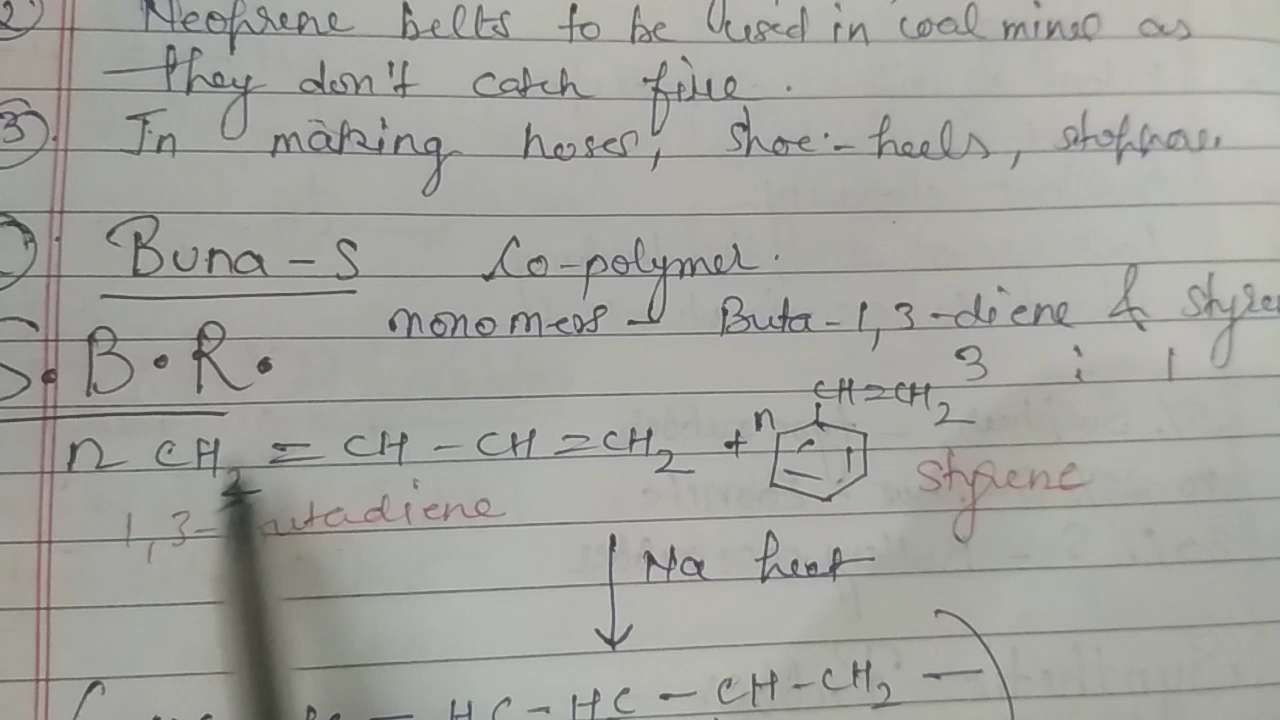 2) Neoprene belts to be used in coal mines as
they don't catch fire.
3). In making hoses, shoe-heels,
Buna-S Co-polymer.
monomers - Buta-1,3-diene &
S.B.R. 3 : 1
CH=CH2
n CH2 = CH - CH = CH2 + n
Styrene
1,3- utadiene
Na heat
HC - HC - CH - CH2 -